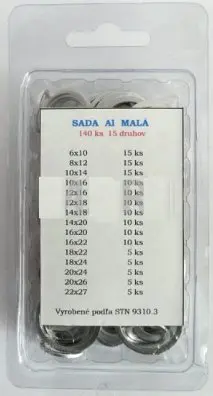 SADA Al MALÁ
140 ks 15 druhov
6x10 15 ks
8x12 15 ks
10x14 15 ks
10x16 10 ks
12x16 10 ks
12x18 10 ks
14x18 10 ks
14x20 10 ks
16x20 10 ks
16x22 10 ks
18x22 5 ks
18x24 5 ks
20x24 5 ks
20x26 5 ks
22x27 5 ks
Vyrobené podľa STN 9310.3